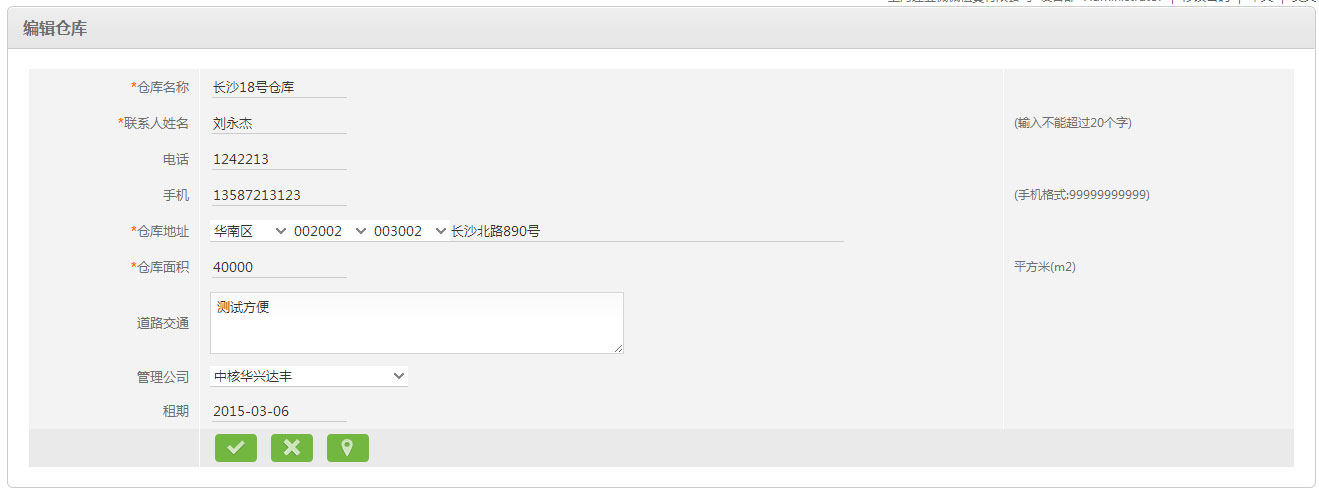 Administrator
编辑仓库
*仓库名称 长沙18号仓库
*联系人姓名 刘永杰 (输入不能超过20个字)
电话 1242213
手机 13587213123 (手机格式:99999999999)
*仓库地址 华南区 002002 003002 长沙北路890号
*仓库面积 40000 平方米(m2)
道路交通 测试方便
管理公司 中核华兴达丰
租期 2015-03-06